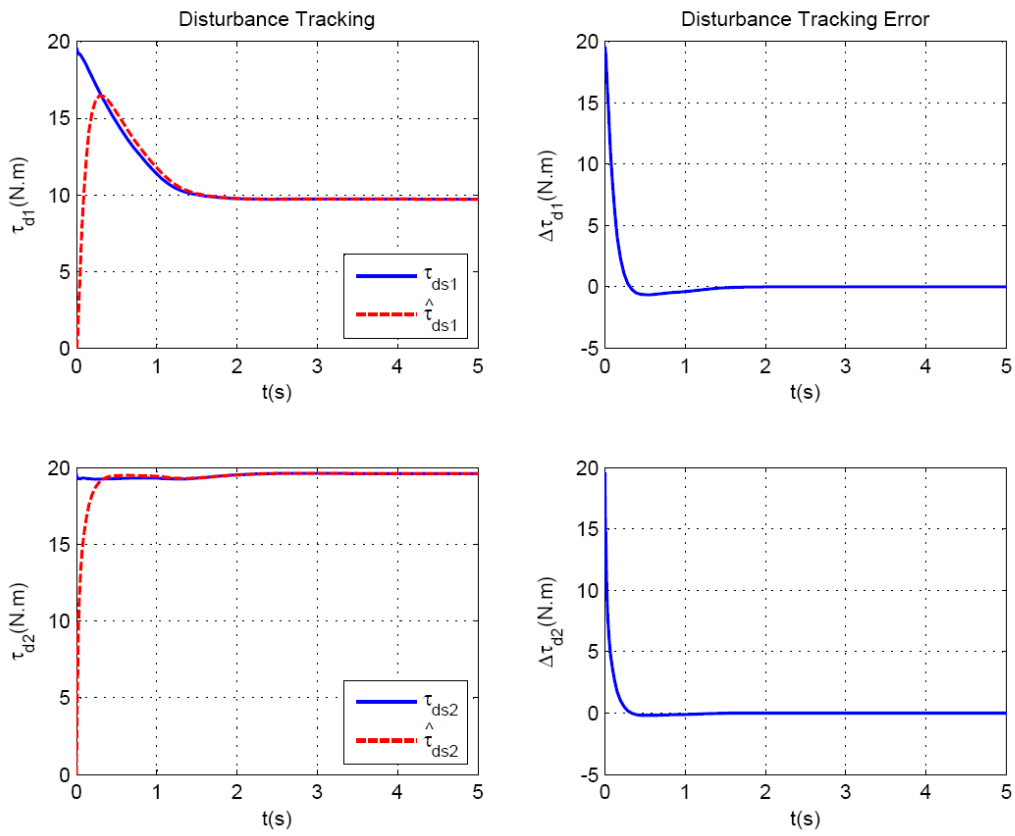 Disturbance Tracking
20
15
10
5
0
τd1(N.m)
τds1
τ̂ds1
0 1 2 3 4 5
t(s)
Disturbance Tracking Error
20
15
10
5
0
-5
Δτd1(N.m)
0 1 2 3 4 5
t(s)
20
15
10
5
0
τd2(N.m)
τds2
τ̂ds2
0 1 2 3 4 5
t(s)
20
15
10
5
0
-5
Δτd2(N.m)
0 1 2 3 4 5
t(s)